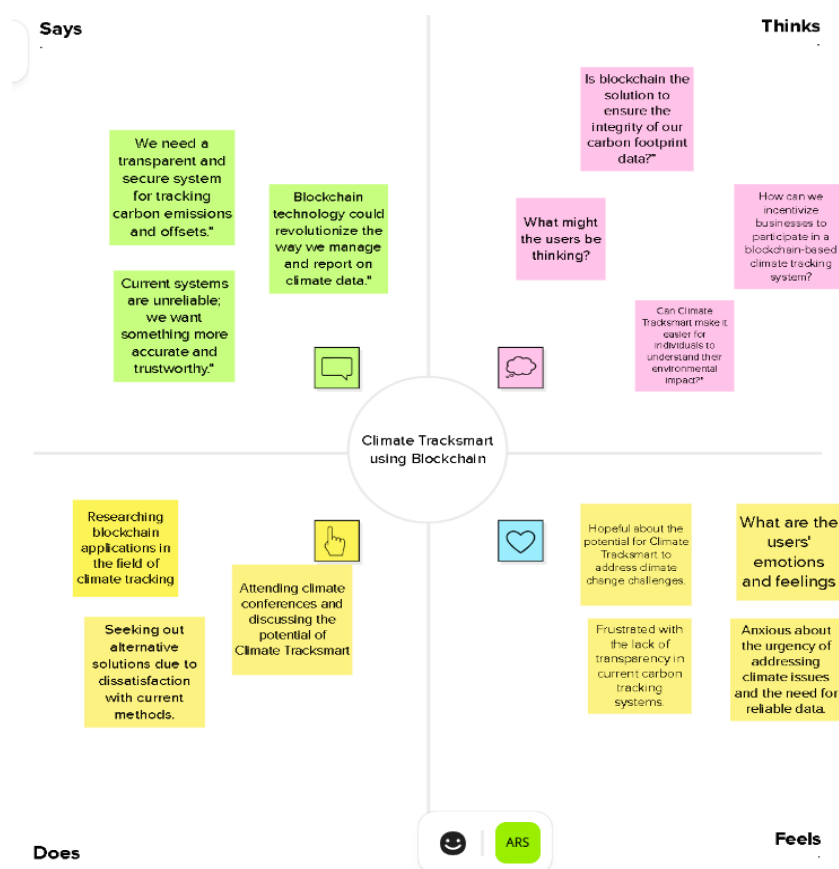 Says
.
Thinks
.
We need a
transparent and
secure system
for tracking
carbon emissions
and offsets."
Blockchain
technology could
revolutionize the
way we manage
and report on
climate data."
Current systems
are unreliable;
we want
something more
accurate and
trustworthy."
Is blockchain the
solution to
ensure the
integrity of our
carbon footprint
data?"
What might
the users be
thinking?
How can we
incentivize
businesses to
participate in a
blockchain-based
climate tracking
system?
Can Climate
Tracksmart make it
easier for
individuals to
understand their
environmental
impact?"
Climate Tracksmart
using Blockchain
Researching
blockchain
applications in
the field of
climate tracking
Attending climate
conferences and
discussing the
potential of
Climate Tracksmart
Seeking out
alternative
solutions due to
dissatisfaction
with current
methods.
Hopeful about the
potential for Climate
Tracksmart to
address climate
change challenges.
What are the
users'
emotions
and feelings
Frustrated with
the lack of
transparency in
current carbon
tracking
systems.
Anxious about
the urgency of
addressing
climate issues
and the need for
reliable data.
Does
ARS
Feels
.